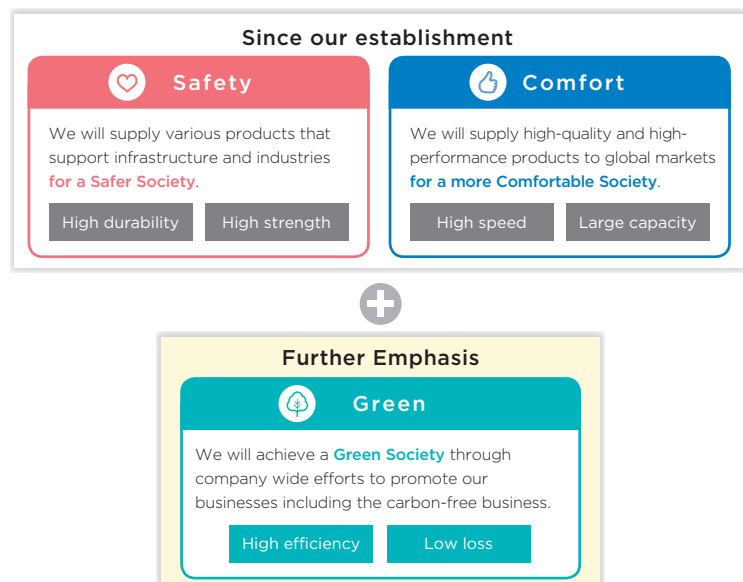 Since our establishment
Safety
We will supply various products that
support infrastructure and industries
for a Safer Society.
High durability
High strength
Comfort
We will supply high-quality and high-
performance products to global markets
for a more Comfortable Society.
High speed
Large capacity
Further Emphasis
Green
We will achieve a Green Society through
company wide efforts to promote our
businesses including the carbon-free business.
High efficiency
Low loss